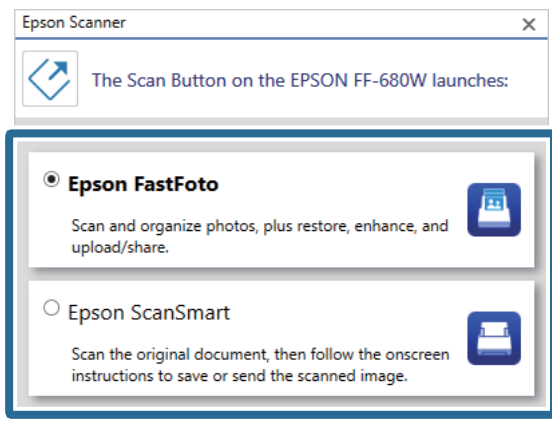 Epson Scanner
The Scan Button on the EPSON FF-680W launches:
Epson FastFoto
Scan and organize photos, plus restore, enhance, and
upload/share.
Epson ScanSmart
Scan the original document, then follow the onscreen
instructions to save or send the scanned image.